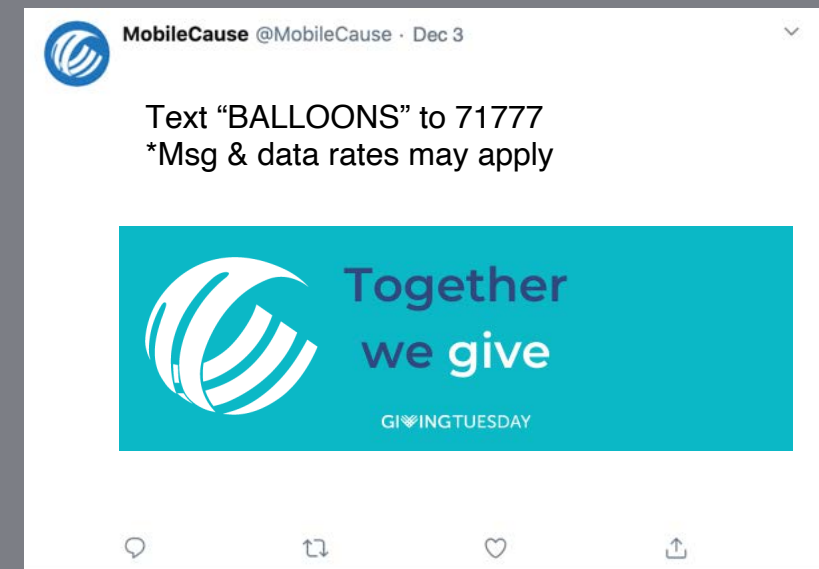 MobileCause @MobileCause · Dec 3
Text “BALLOONS” to 71777
*Msg & data rates may apply
Together
we give
GIVINGTUESDAY